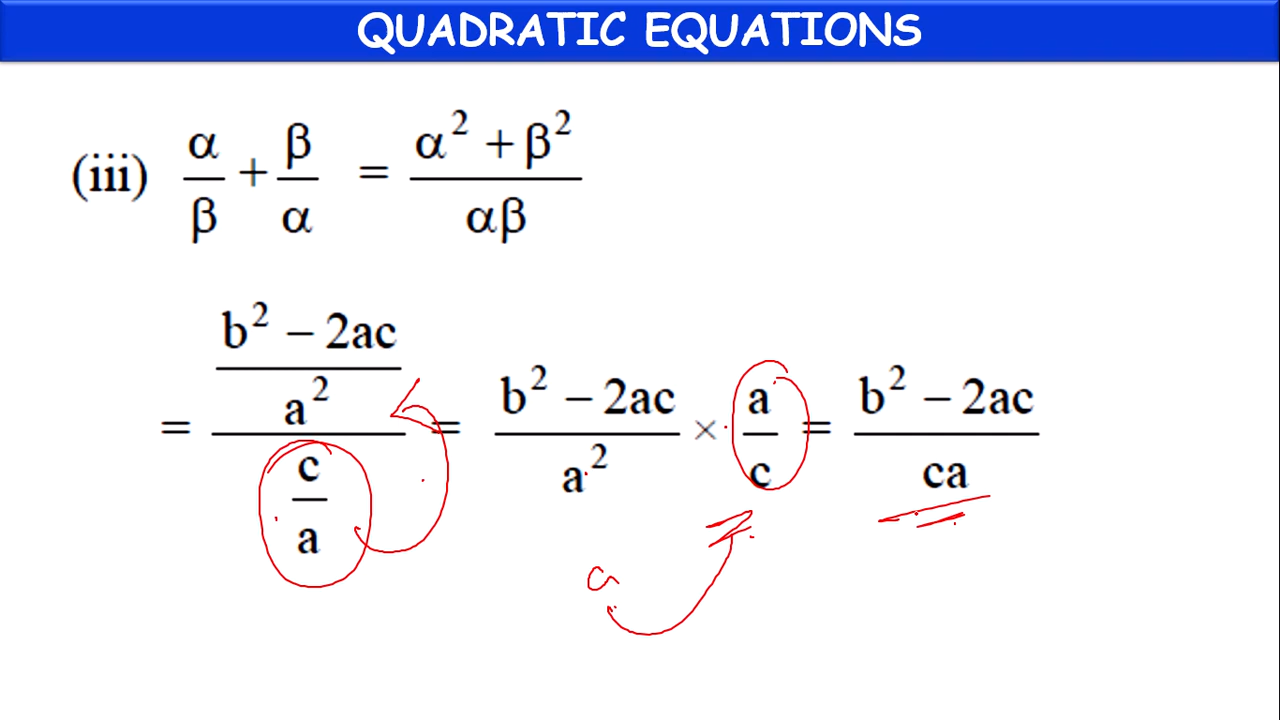 QUADRATIC EQUATIONS
(iii) α/β + β/α = (α² + β²)/(αβ)
= ((b² − 2ac)/a²)/(c/a) = (b² − 2ac)/a² × a/c = (b² − 2ac)/(ca)
a